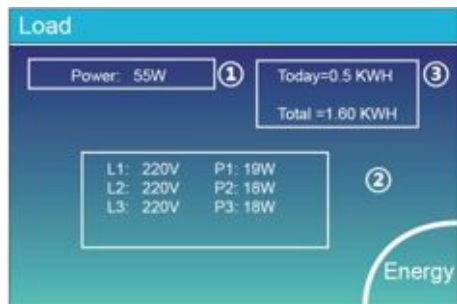 Load
Power: 55W ①
Today=0.5 KWH ③
Total =1.60 KWH
L1: 220V P1: 19W
L2: 220V P2: 18W ②
L3: 220V P3: 18W
Energy